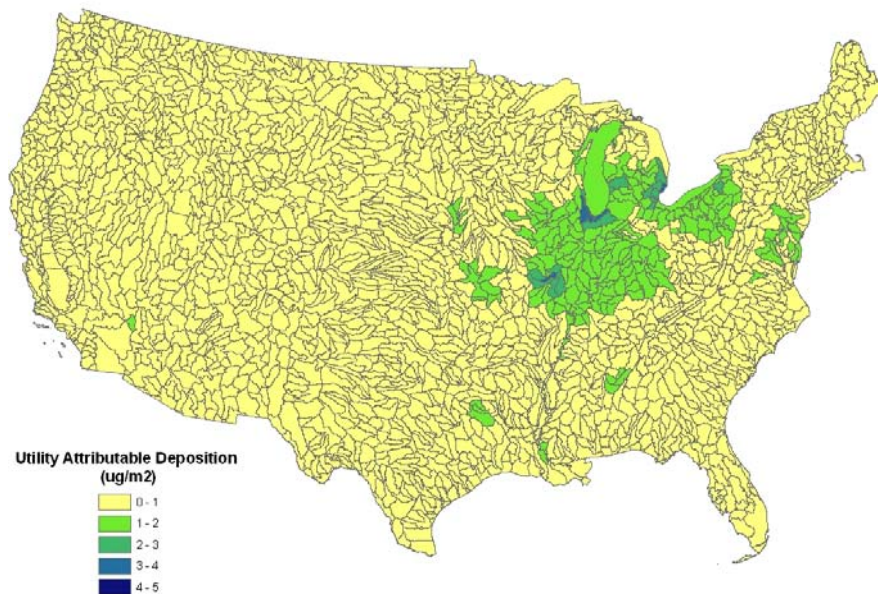 Utility Attributable Deposition
(ug/m2)
0 - 1
1 - 2
2 - 3
3 - 4
4 - 5